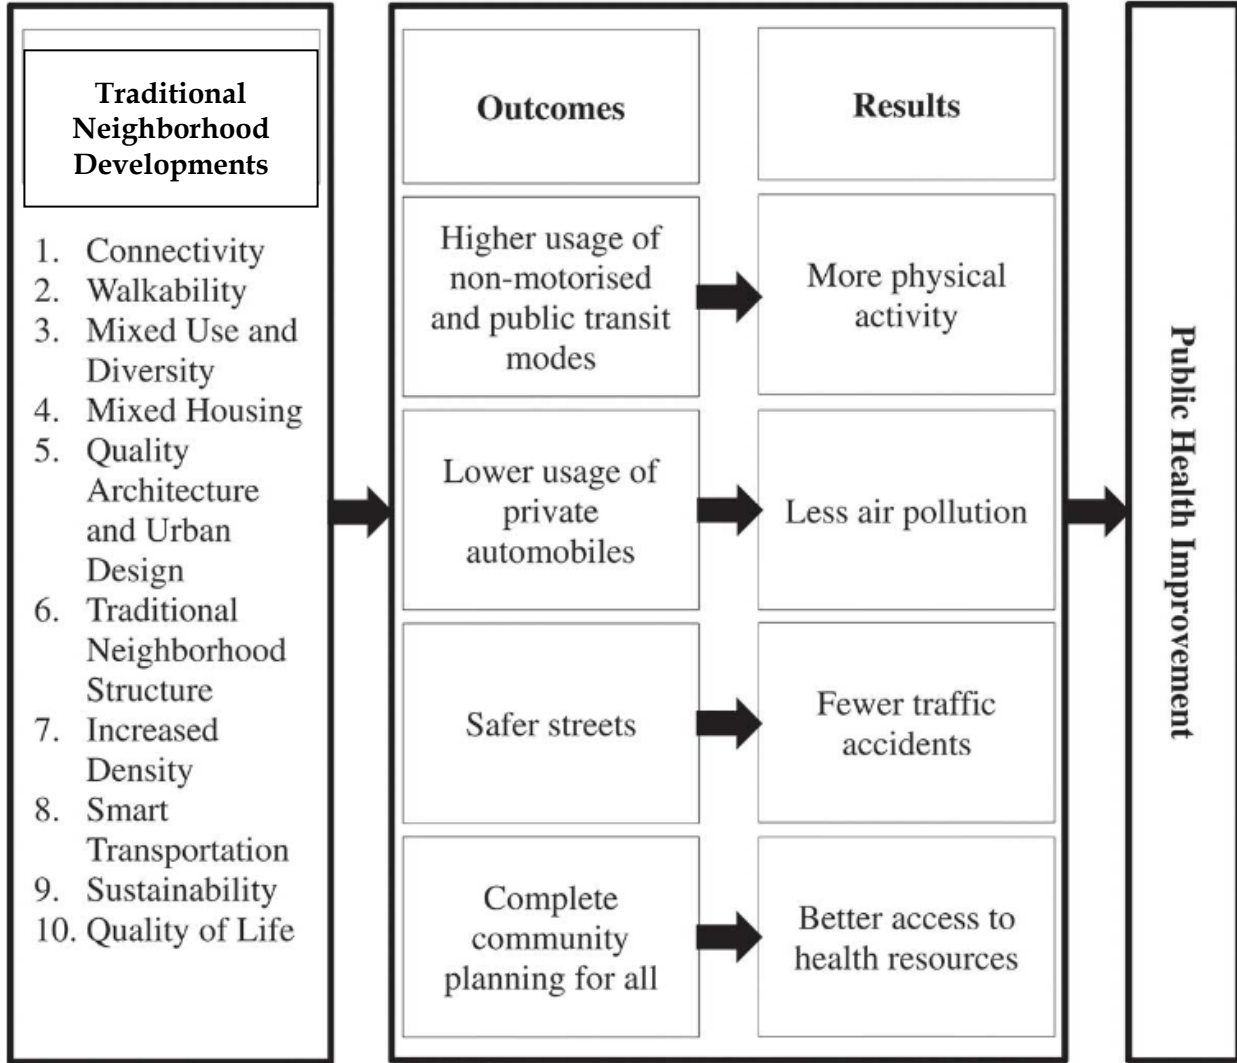 Traditional
Neighborhood
Developments
1. Connectivity
2. Walkability
3. Mixed Use and
Diversity
4. Mixed Housing
5. Quality
Architecture
and Urban
Design
6. Traditional
Neighborhood
Structure
7. Increased
Density
8. Smart
Transportation
9. Sustainability
10. Quality of Life
Outcomes
Results
Higher usage of
non-motorised
and public transit
modes
More physical
activity
Lower usage of
private
automobiles
Less air pollution
Safer streets
Fewer traffic
accidents
Complete
community
planning for all
Better access to
health resources
Public Health Improvement